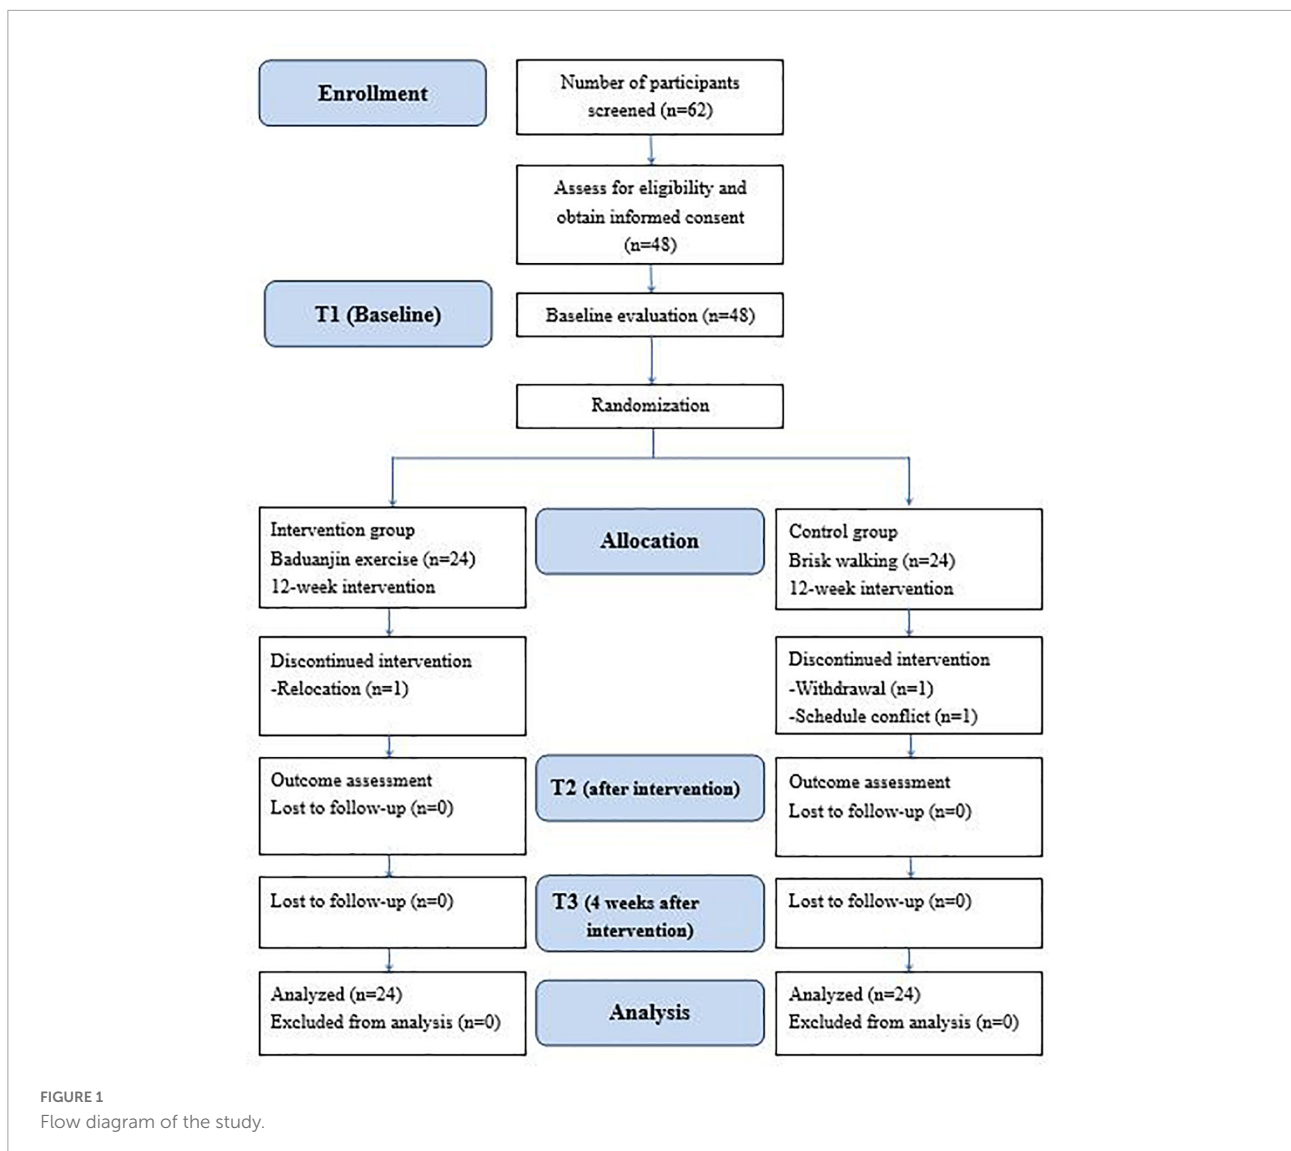 Enrollment
Number of participants
screened (n=62)
Assess for eligibility and
obtain informed consent
(n=48)
T1 (Baseline)
Baseline evaluation (n=48)
Randomization
Intervention group
Baduanjin exercise (n=24)
12-week intervention
Allocation
Control group
Brisk walking (n=24)
12-week intervention
Discontinued intervention
-Relocation (n=1)
Discontinued intervention
-Withdrawal (n=1)
-Schedule conflict (n=1)
Outcome assessment
Lost to follow-up (n=0)
T2 (after intervention)
Outcome assessment
Lost to follow-up (n=0)
Lost to follow-up (n=0)
T3 (4 weeks after
intervention)
Lost to follow-up (n=0)
Analyzed (n=24)
Excluded from analysis (n=0)
Analysis
Analyzed (n=24)
Excluded from analysis (n=0)
FIGURE 1
Flow diagram of the study.